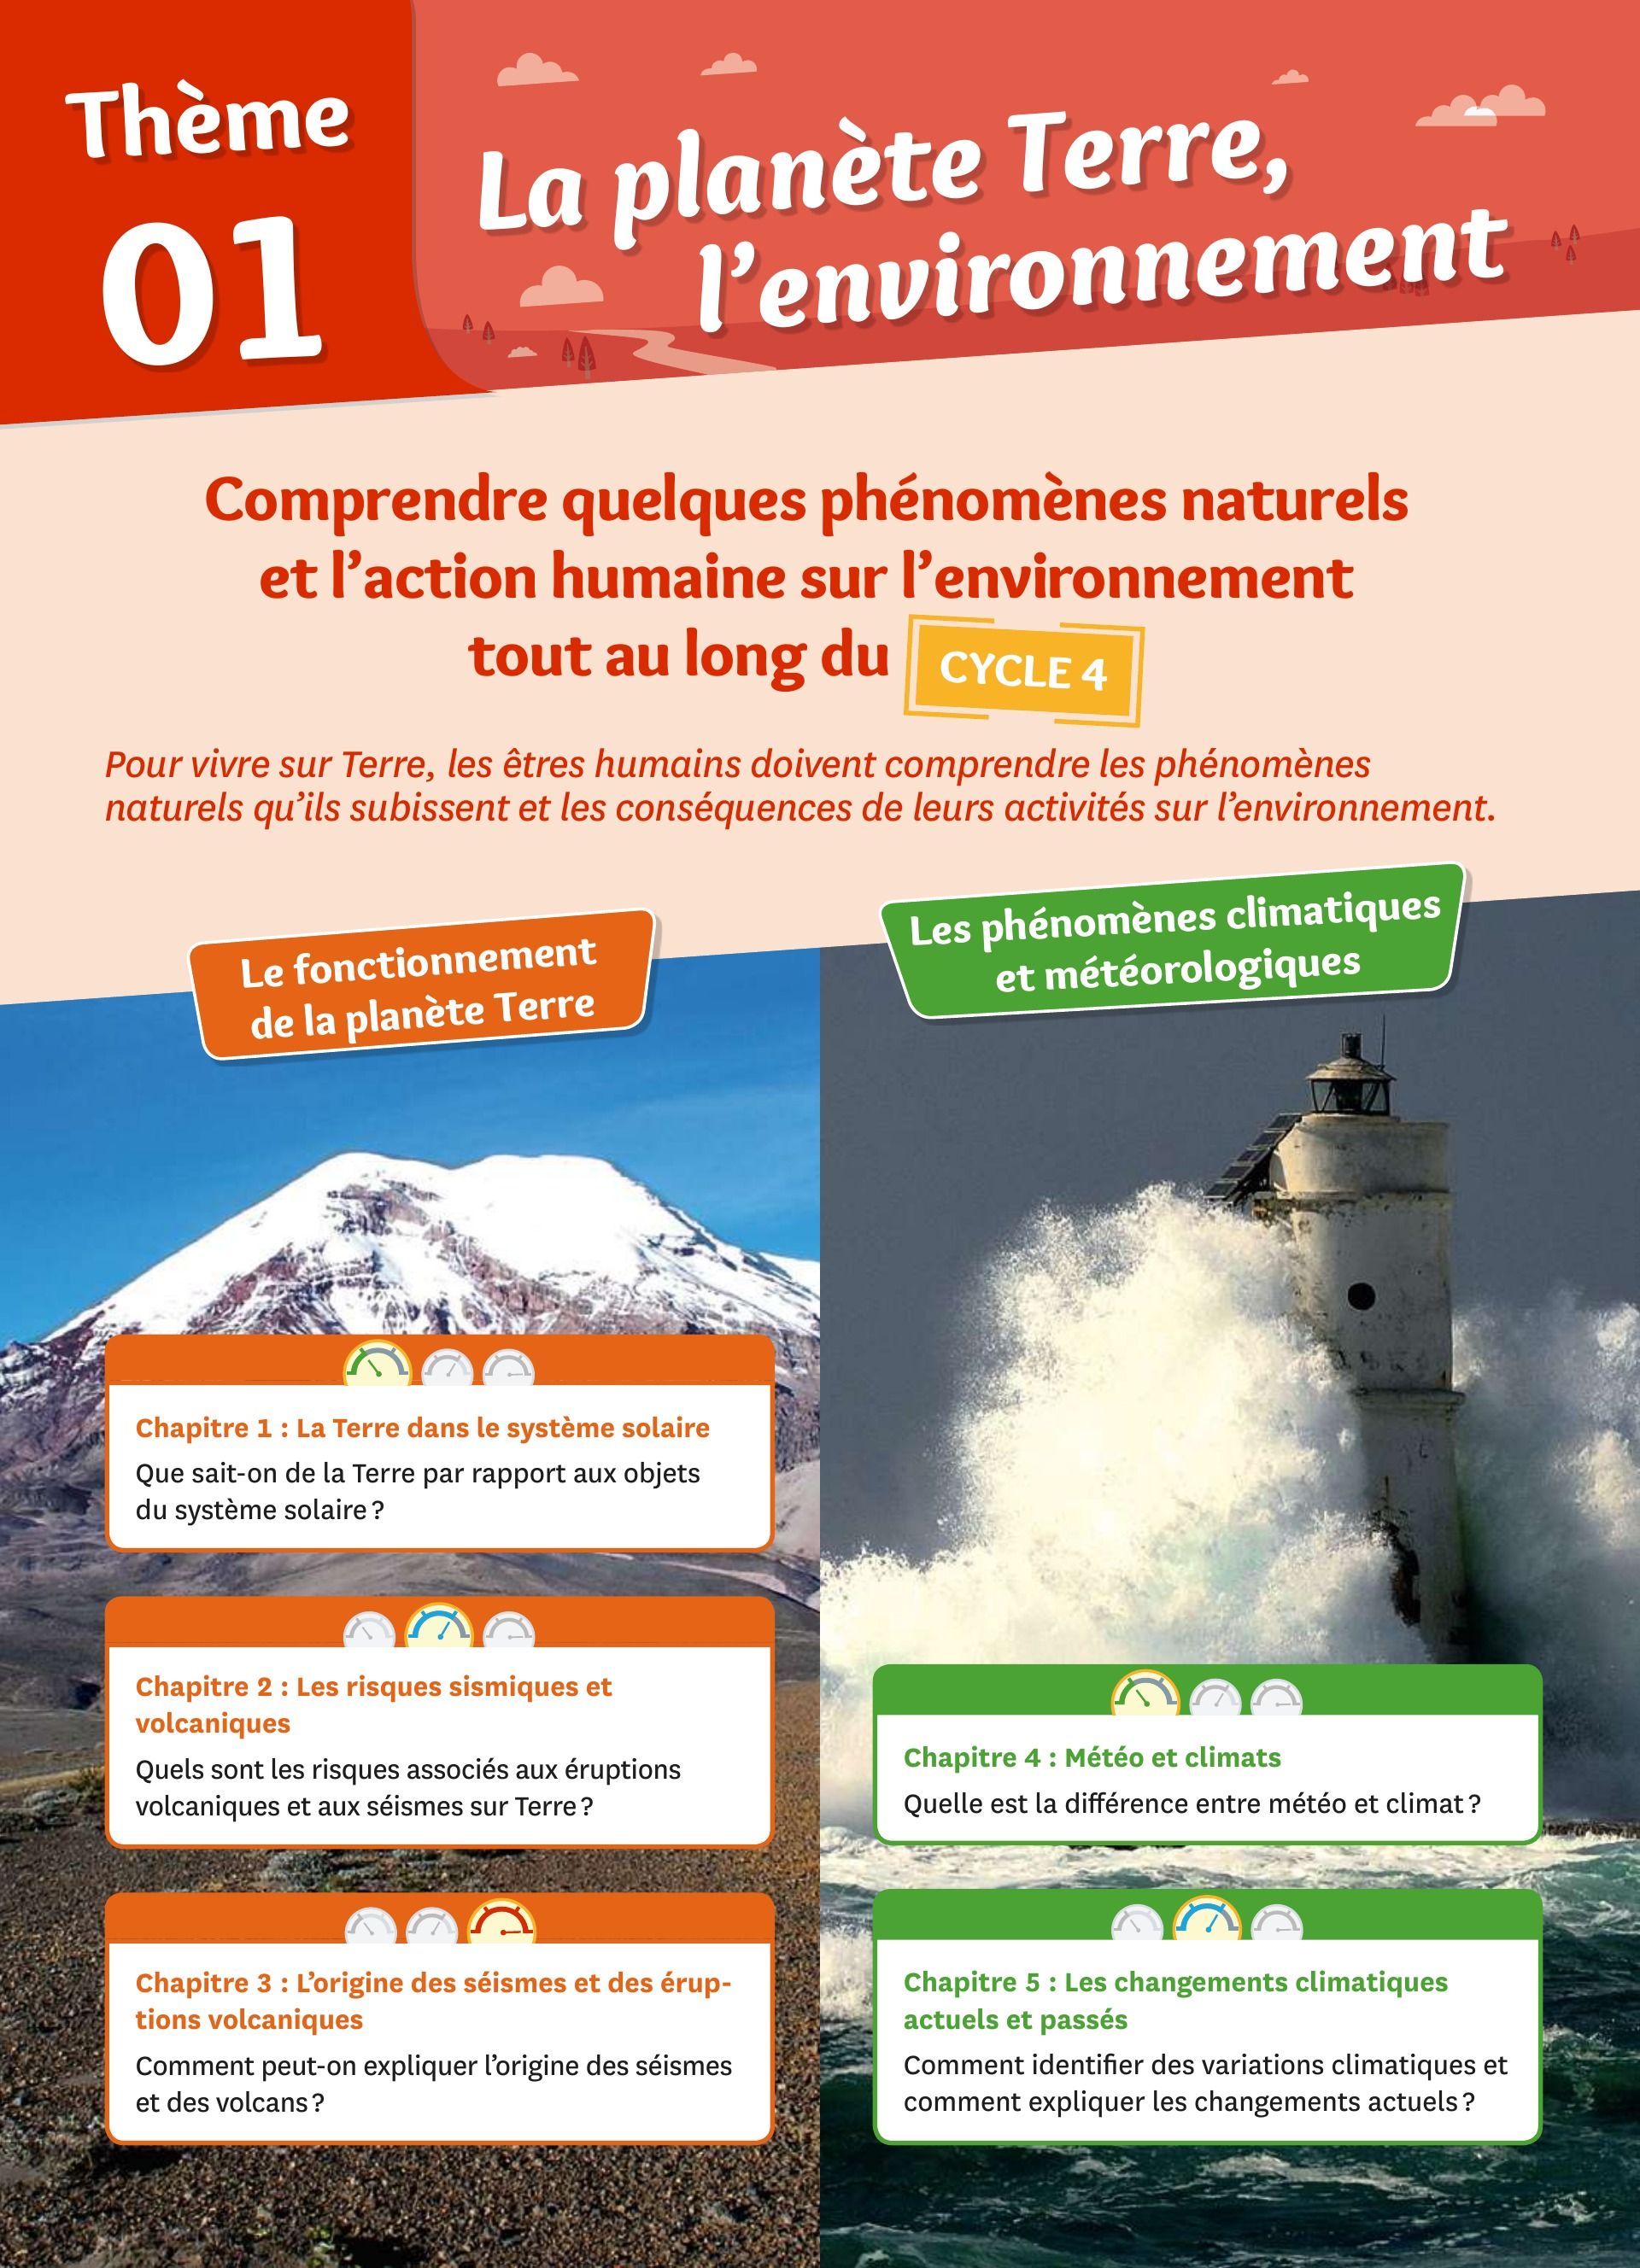 Thème
01
La planète Terre,
l’environnement
Comprendre quelques phénomènes naturels
et l’action humaine sur l’environnement
tout au long du CYCLE 4
Pour vivre sur Terre, les êtres humains doivent comprendre les phénomènes
naturels qu’ils subissent et les conséquences de leurs activités sur l’environnement.
Le fonctionnement
de la planète Terre
Chapitre 1 : La Terre dans le système solaire
Que sait-on de la Terre par rapport aux objets
du système solaire ?
Chapitre 2 : Les risques sismiques et
volcaniques
Quels sont les risques associés aux éruptions
volcaniques et aux séismes sur Terre ?
Chapitre 3 : L’origine des séismes et des érup-
tions volcaniques
Comment peut-on expliquer l’origine des séismes
et des volcans ?
Les phénomènes climatiques
et météorologiques
Chapitre 4 : Météo et climats
Quelle est la différence entre météo et climat ?
Chapitre 5 : Les changements climatiques
actuels et passés
Comment identifier des variations climatiques et
comment expliquer les changements actuels ?